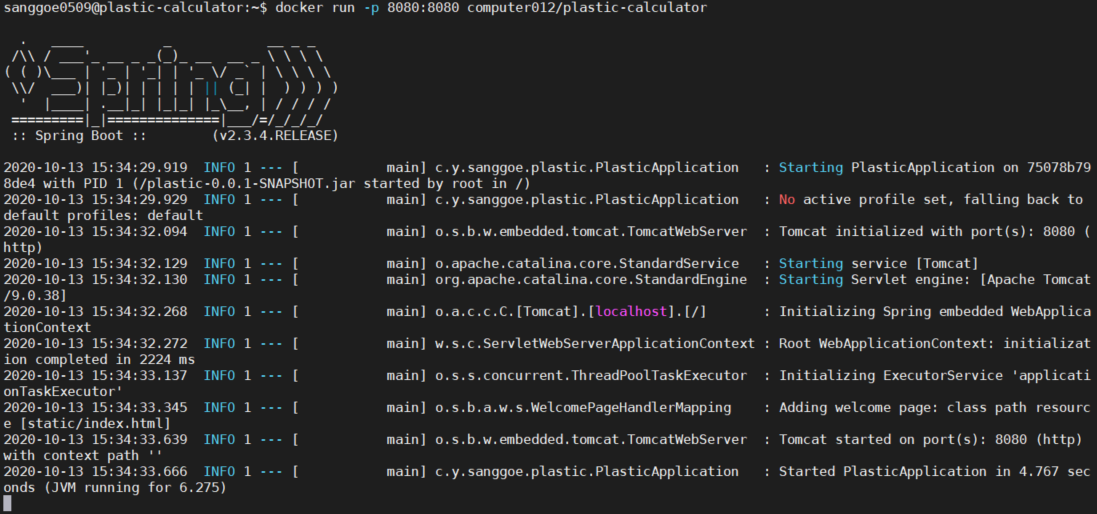 sanggoe0509@plastic-calculator:~$ docker run -p 8080:8080 computer012/plastic-calculator
  .   ____          _            __ _ _
 /\\ / ___'_ __ _ _(_)_ __  __ _ \ \ \ \
( ( )\___ | '_ | '_| | '_ \/ _` | \ \ \ \
 \\/  ___)| |_)| | | | | || (_| |  ) ) ) )
  '  |____| .__|_| |_|_| |_\__, | / / / /
 =========|_|==============|___/=/_/_/_/
 :: Spring Boot ::        (v2.3.4.RELEASE)
2020-10-13 15:34:29.919  INFO 1 --- [           main] c.y.sanggoe.plastic.PlasticApplication   : Starting PlasticApplication on 75078b79
8de4 with PID 1 (/plastic-0.0.1-SNAPSHOT.jar started by root in /)
2020-10-13 15:34:29.929  INFO 1 --- [           main] c.y.sanggoe.plastic.PlasticApplication   : No active profile set, falling back to
default profiles: default
2020-10-13 15:34:32.094  INFO 1 --- [           main] o.s.b.w.embedded.tomcat.TomcatWebServer  : Tomcat initialized with port(s): 8080 (
http)
2020-10-13 15:34:32.129  INFO 1 --- [           main] o.apache.catalina.core.StandardService   : Starting service [Tomcat]
2020-10-13 15:34:32.130  INFO 1 --- [           main] org.apache.catalina.core.StandardEngine  : Starting Servlet engine: [Apache Tomcat
/9.0.38]
2020-10-13 15:34:32.268  INFO 1 --- [           main] o.a.c.c.C.[Tomcat].[localhost].[/]       : Initializing Spring embedded WebApplica
tionContext
2020-10-13 15:34:32.272  INFO 1 --- [           main] w.s.c.ServletWebServerApplicationContext : Root WebApplicationContext: initializat
ion completed in 2224 ms
2020-10-13 15:34:33.137  INFO 1 --- [           main] o.s.s.concurrent.ThreadPoolTaskExecutor  : Initializing ExecutorService 'applicati
onTaskExecutor'
2020-10-13 15:34:33.345  INFO 1 --- [           main] o.s.b.a.w.s.WelcomePageHandlerMapping    : Adding welcome page: class path resourc
e [static/index.html]
2020-10-13 15:34:33.639  INFO 1 --- [           main] o.s.b.w.embedded.tomcat.TomcatWebServer  : Tomcat started on port(s): 8080 (http)
with context path ''
2020-10-13 15:34:33.666  INFO 1 --- [           main] c.y.sanggoe.plastic.PlasticApplication   : Started PlasticApplication in 4.767 sec
onds (JVM running for 6.275)